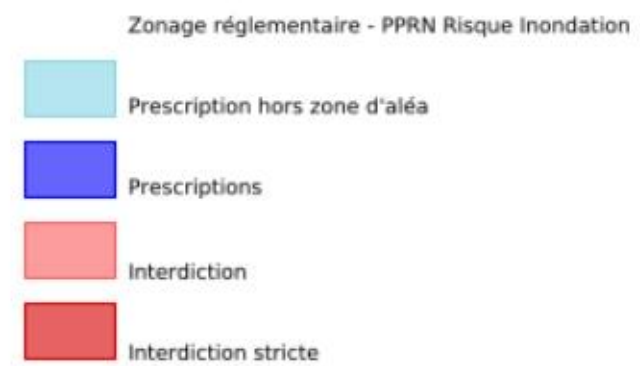 Zonage réglementaire - PPRN Risque Inondation
Prescription hors zone d'aléa
Prescriptions
Interdiction
Interdiction stricte